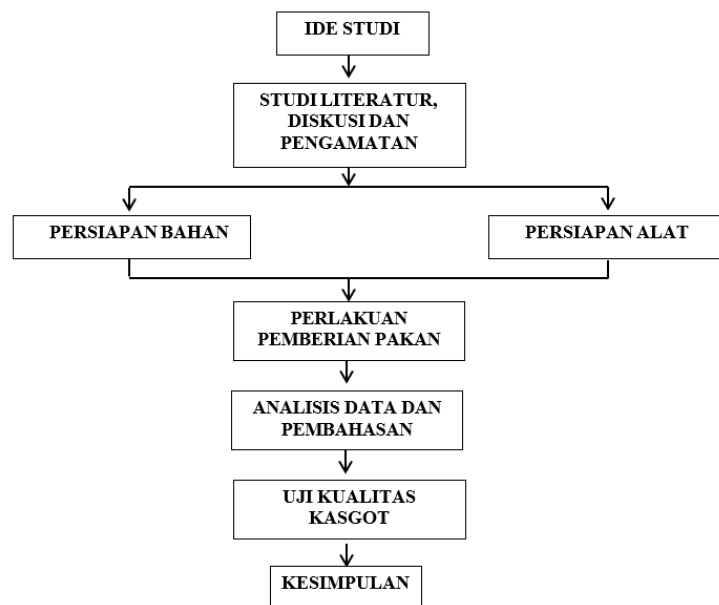 IDE STUDI
STUDI LITERATUR,
DISKUSI DAN
PENGAMATAN
PERSIAPAN BAHAN
PERSIAPAN ALAT
PERLAKUAN
PEMBERIAN PAKAN
ANALISIS DATA DAN
PEMBAHASAN
UJI KUALITAS
KASGOT
KESIMPULAN